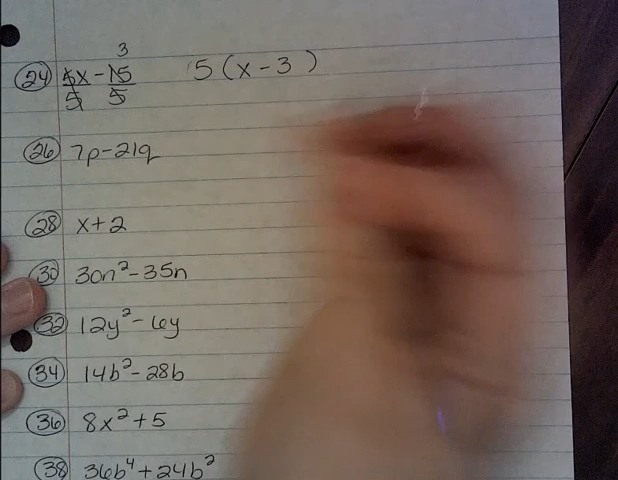 24 5x - 15 3 5(x - 3)
5 5
26 7p - 21q
28 x + 2
30 30n² - 35n
32 12y² - 6y
34 14b² - 28b
36 8x² + 5
38 36b⁴ + 24b²